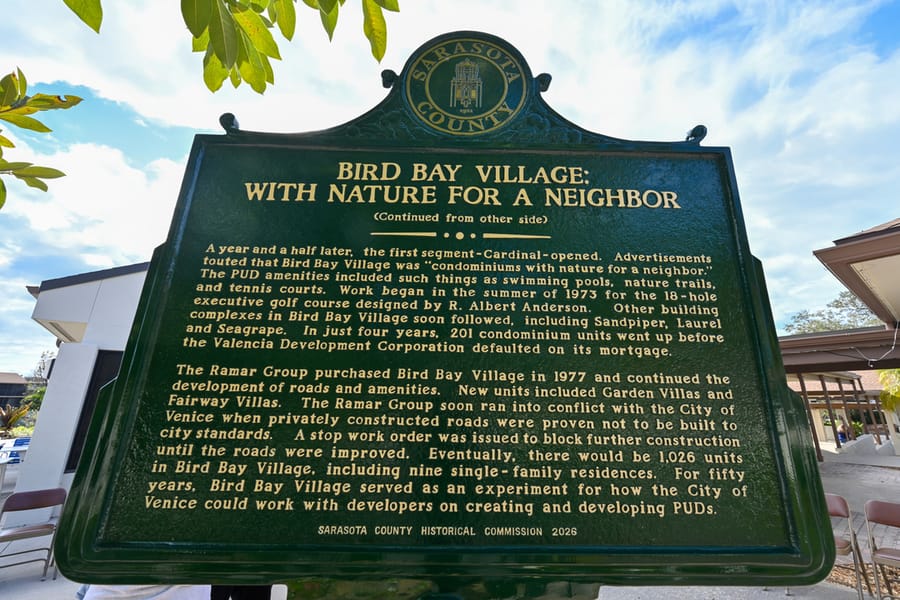 SARASOTA
1921
COUNTY
BIRD BAY VILLAGE:
WITH NATURE FOR A NEIGHBOR
(Continued from other side)
A year and a half later, the first segment-Cardinal-opened. Advertisements
touted that Bird Bay Village was "condominiums with nature for a neighbor."
The PUD amenities included such things as swimming pools, nature trails,
and tennis courts. Work began in the summer of 1973 for the 18-hole
executive golf course designed by R. Albert Anderson. Other building
complexes in Bird Bay Village soon followed, including Sandpiper, Laurel
and Seagrape. In just four years, 201 condominium units went up before
the Valencia Development Corporation defaulted on its mortgage.
The Ramar Group purchased Bird Bay Village in 1977 and continued the
development of roads and amenities. New units included Garden Villas and
Fairway Villas. The Ramar Group soon ran into conflict with the City of
Venice when privately constructed roads were proven not to be built to
city standards. A stop work order was issued to block further construction
until the roads were improved. Eventually, there would be 1,026 units
in Bird Bay Village, including nine single-family residences. For fifty
years, Bird Bay Village served as an experiment for how the City of
Venice could work with developers on creating and developing PUDs.
SARASOTA COUNTY HISTORICAL COMMISSION 2026